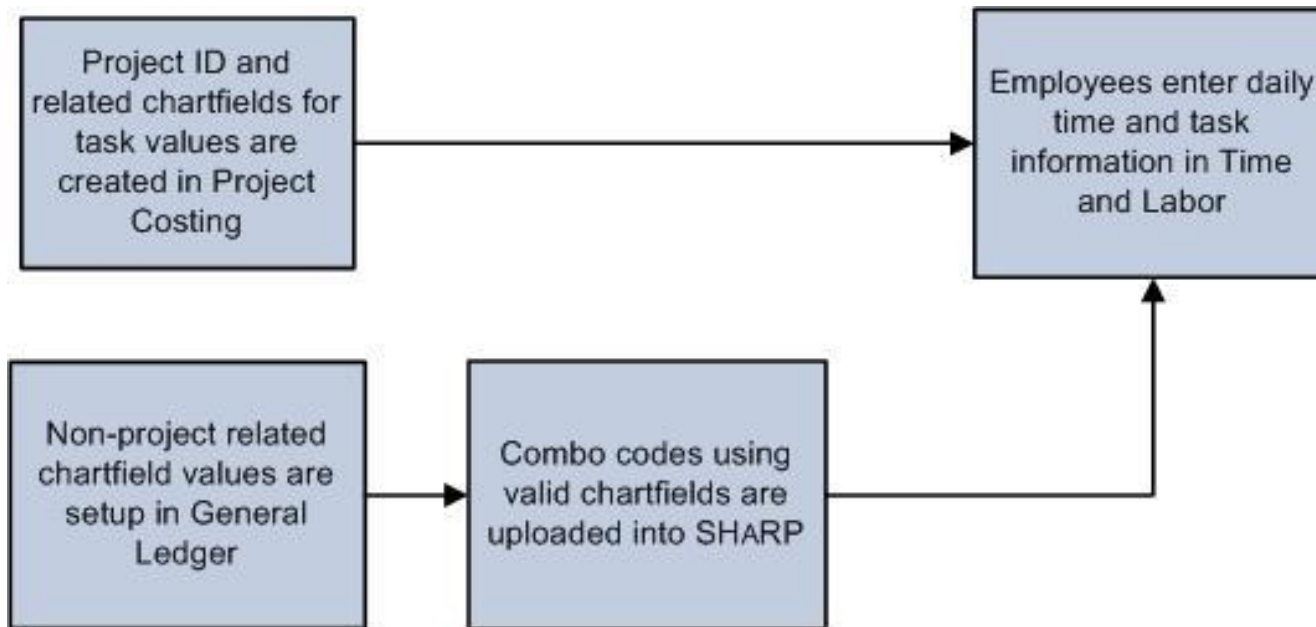 Project ID and
related chartfields for
task values are
created in Project
Costing
Employees enter daily
time and task
information in Time
and Labor
Non-project related
chartfield values are
setup in General
Ledger
Combo codes using
valid chartfields are
uploaded into SHARP